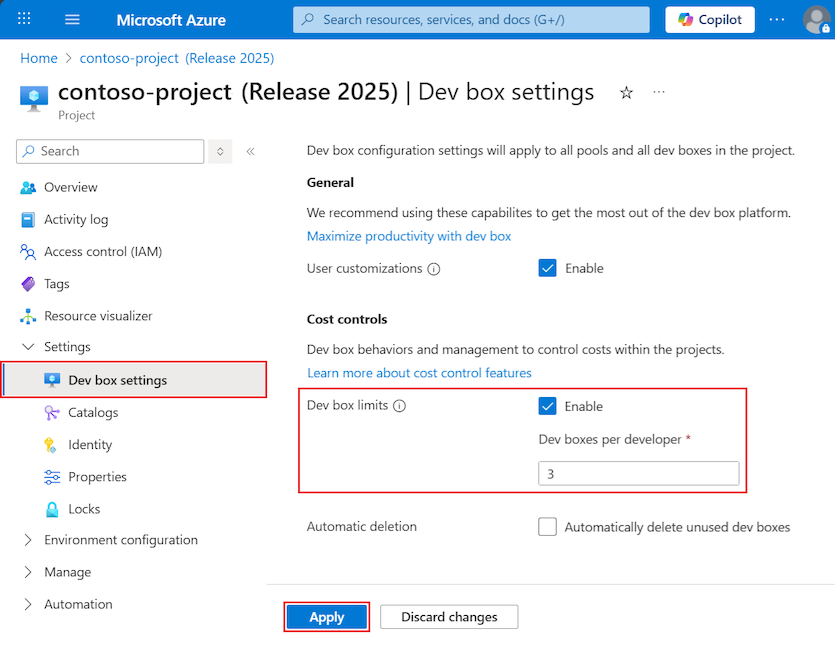 Microsoft Azure
Search resources, services, and docs (G+/)
Copilot
Home > contoso-project (Release 2025)
contoso-project (Release 2025) | Dev box settings
Project
Search
Overview
Activity log
Access control (IAM)
Tags
Resource visualizer
Settings
Dev box settings
Catalogs
Identity
Properties
Locks
Environment configuration
Manage
Automation
Dev box configuration settings will apply to all pools and all dev boxes in the project.
General
We recommend using these capabilites to get the most out of the dev box platform.
Maximize productivity with dev box
User customizations
Enable
Cost controls
Dev box behaviors and management to control costs within the projects.
Learn more about cost control features
Dev box limits
Enable
Dev boxes per developer *
3
Automatic deletion
Automatically delete unused dev boxes
Apply
Discard changes